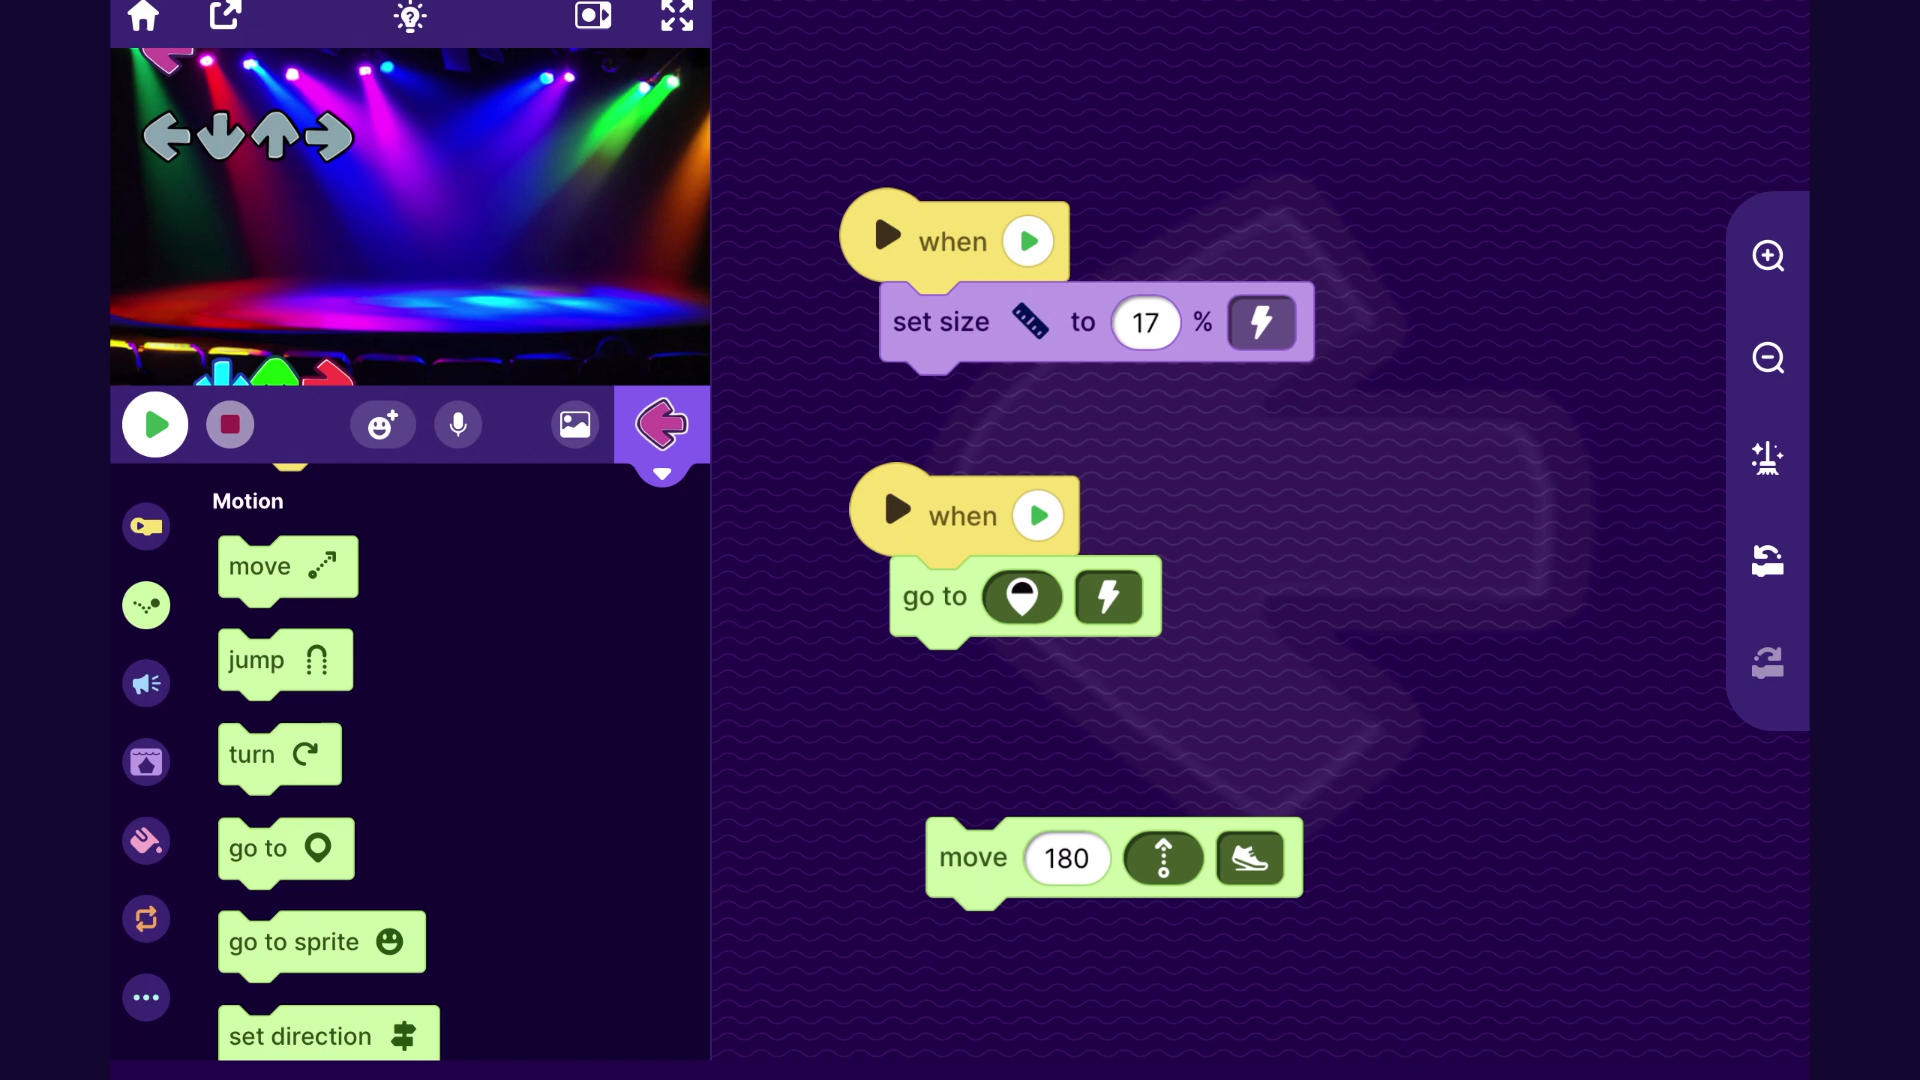 when
set size to 17 %
when
go to
Motion
move
jump
turn
go to
go to sprite
set direction
move 180